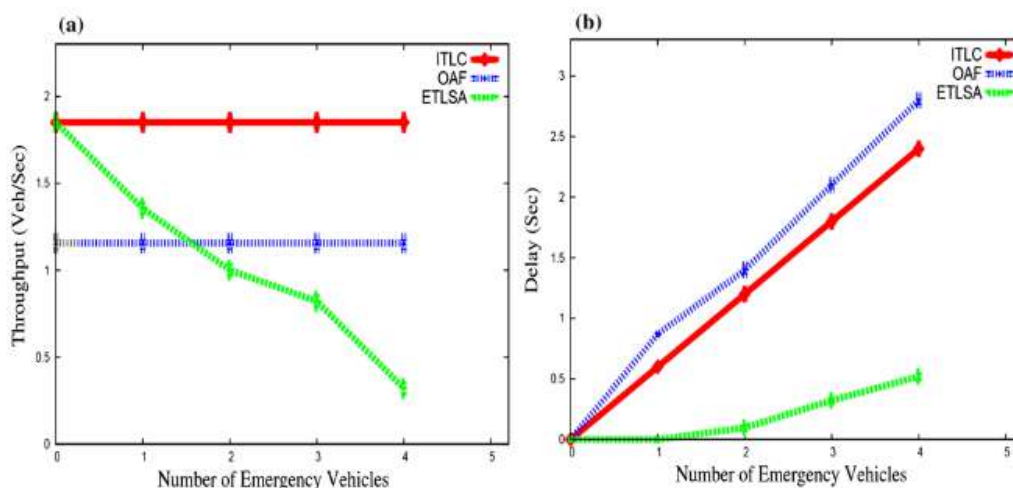 (a)
ITLC
OAF
ETLSA
2
1.5
1
0.5
0
Throughput (Veh/Sec)
0 1 2 3 4 5
Number of Emergency Vehicles
(b)
ITLC
OAF
ETLSA
3
2.5
2
1.5
1
0.5
0
Delay (Sec)
0 1 2 3 4 5
Number of Emergency Vehicles